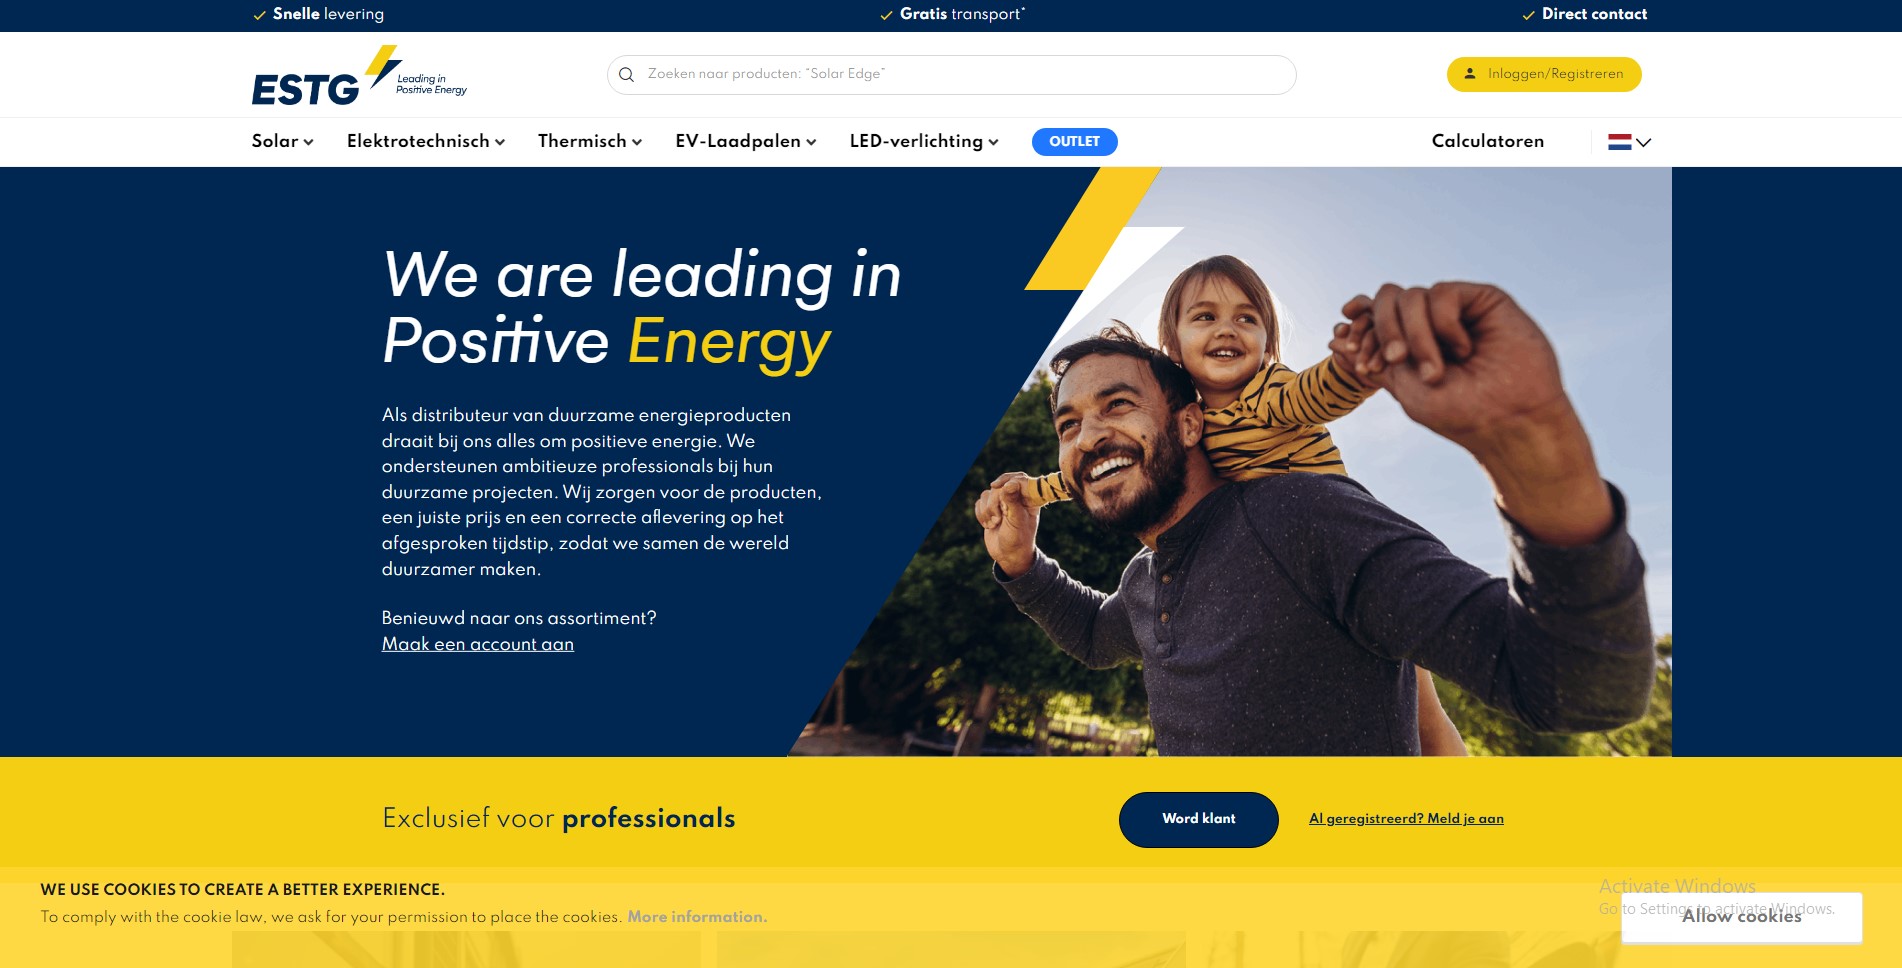 Snelle levering
Gratis transport*
Direct contact
ESTG
Leading in
Positive Energy
Zoeken naar producten: "Solar Edge"
Inloggen/Registreren
Solar
Elektrotechnisch
Thermisch
EV-Laadpalen
LED-verlichting
OUTLET
Calculatoren
We are leading in
Positive Energy
Als distributeur van duurzame energieproducten
draait bij ons alles om positieve energie. We
ondersteunen ambitieuze professionals bij hun
duurzame projecten. Wij zorgen voor de producten,
een juiste prijs en een correcte aflevering op het
afgesproken tijdstip, zodat we samen de wereld
duurzamer maken.
Benieuwd naar ons assortiment?
Maak een account aan
Exclusief voor professionals
Word klant
Al geregistreerd? Meld je aan
WE USE COOKIES TO CREATE A BETTER EXPERIENCE.
To comply with the cookie law, we ask for your permission to place the cookies. More information.
Allow cookies
Activate Windows
Go to Settings to activate Windows.